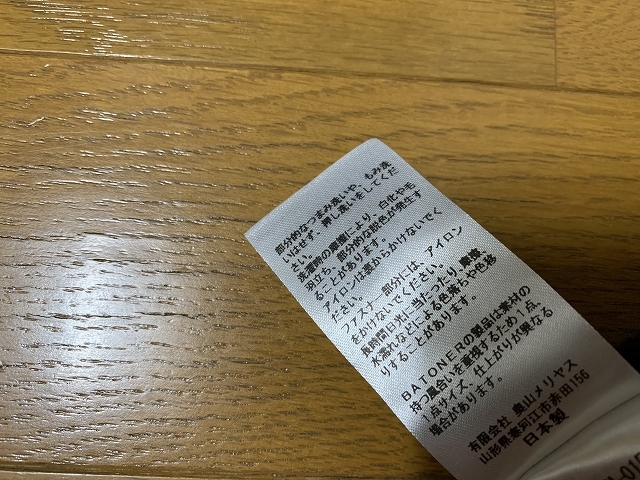 部分的なつまみ洗いや、もみ洗
いはせず、押し洗いをしてくだ
さい。
洗濯時の摩擦により、白化や毛
羽立ち、部分的な脱色が発生す
ることがあります。
アイロンは裏からかけないでく
ださい。
ファスナー部分には、アイロン
をかけないでください。
長時間日光に当たったり、摩擦、
水濡れなどによる色落ちや色移
りすることがあります。
BATONERの製品は素材の
持つ風合いを重視するため1点、
1点サイズ、仕上がりが異なる
場合があります。
有限会社 奥山メリヤス
山形県寒河江市赤田156
日本製